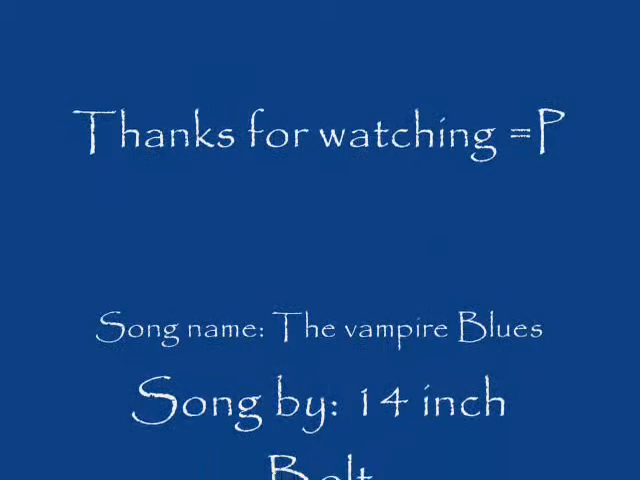 Thanks for watching =P
Song name: The vampire Blues
Song by: 14 inch